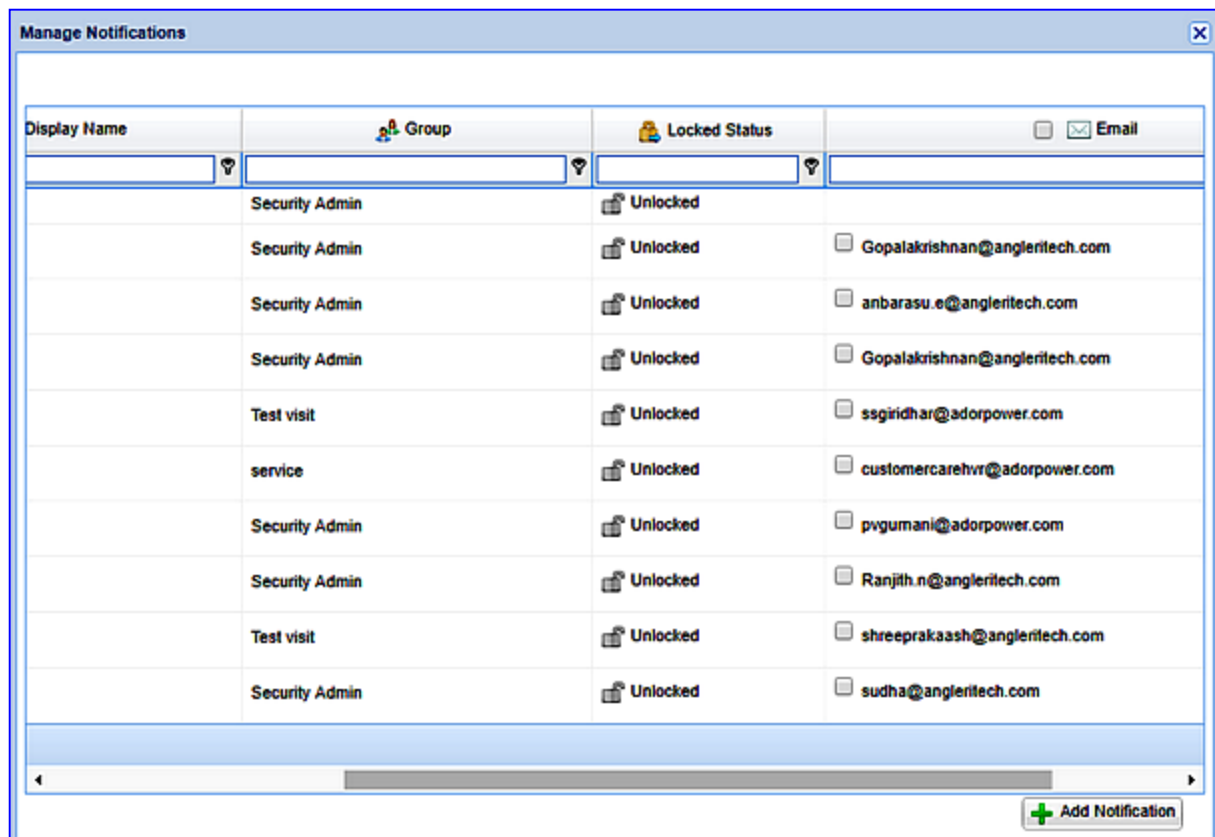 Manage Notifications
Display Name Group Locked Status Email
Security Admin Unlocked
Security Admin Unlocked Gopalakrishnan@angleritech.com
Security Admin Unlocked anbarasu.e@angleritech.com
Security Admin Unlocked Gopalakrishnan@angleritech.com
Test visit Unlocked ssgiridhar@adorpower.com
service Unlocked customercarehvr@adorpower.com
Security Admin Unlocked pvgurnani@adorpower.com
Security Admin Unlocked Ranjith.n@angleritech.com
Test visit Unlocked shreeprakaash@angleritech.com
Security Admin Unlocked sudha@angleritech.com
Add Notification